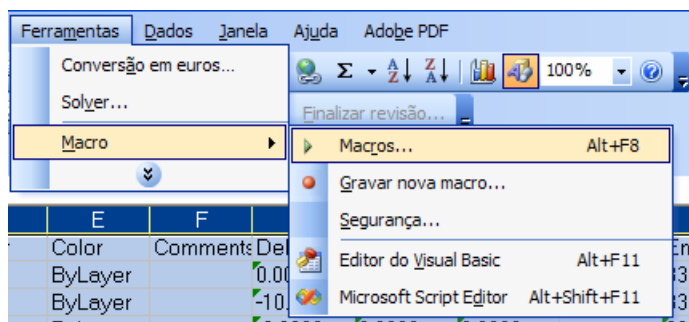 Ferramentas Dados Janela Ajuda Adobe PDF
Conversão em euros...
Σ A Z Z A 100%
Solver...
Finalizar revisão...
Macro
Macros... Alt+F8
Gravar nova macro...
Segurança...
Editor do Visual Basic Alt+F11
Microsoft Script Editor Alt+Shift+F11
E F
Color Comments
ByLayer
ByLayer